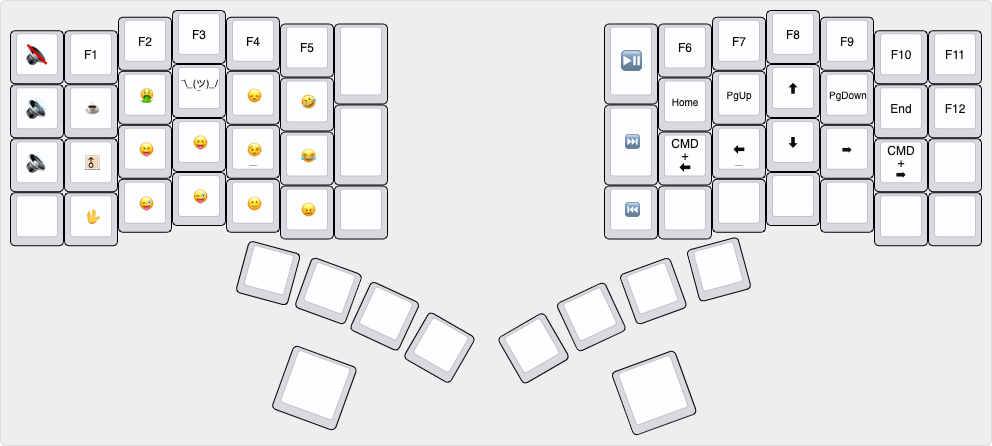 F1 F2 F3 F4 F5
F6 F7 F8 F9 F10 F11
¯\_(ツ)_/¯
Home PgUp PgDown End F12
CMD
+
CMD
+